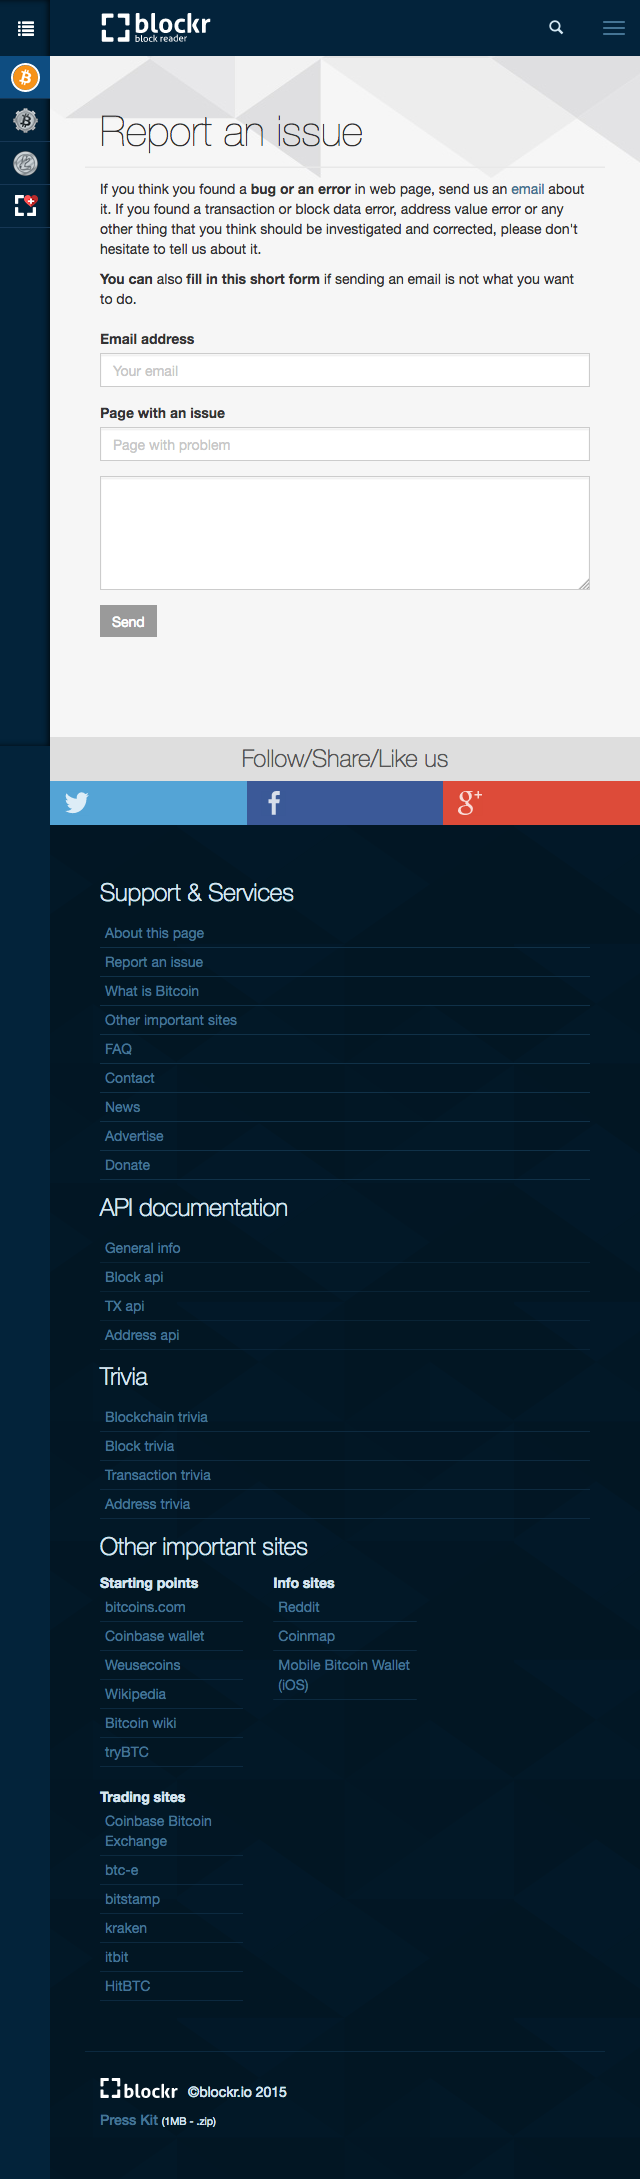 blockr
block reader
Report an issue
If you think you found a bug or an error in web page, send us an email about
it. If you found a transaction or block data error, address value error or any
other thing that you think should be investigated and corrected, please don't
hesitate to tell us about it.
You can also fill in this short form if sending an email is not what you want
to do.
Email address
Your email
Page with an issue
Page with problem
Send
Follow/Share/Like us
Support & Services
About this page
Report an issue
What is Bitcoin
Other important sites
FAQ
Contact
News
Advertise
Donate
API documentation
General info
Block api
TX api
Address api
Trivia
Blockchain trivia
Block trivia
Transaction trivia
Address trivia
Other important sites
Starting points
bitcoins.com
Coinbase wallet
Weusecoins
Wikipedia
Bitcoin wiki
tryBTC
Info sites
Reddit
Coinmap
Mobile Bitcoin Wallet
(iOS)
Trading sites
Coinbase Bitcoin
Exchange
btc-e
bitstamp
kraken
itbit
HitBTC
blockr ©blockr.io 2015
Press Kit (1MB - .zip)